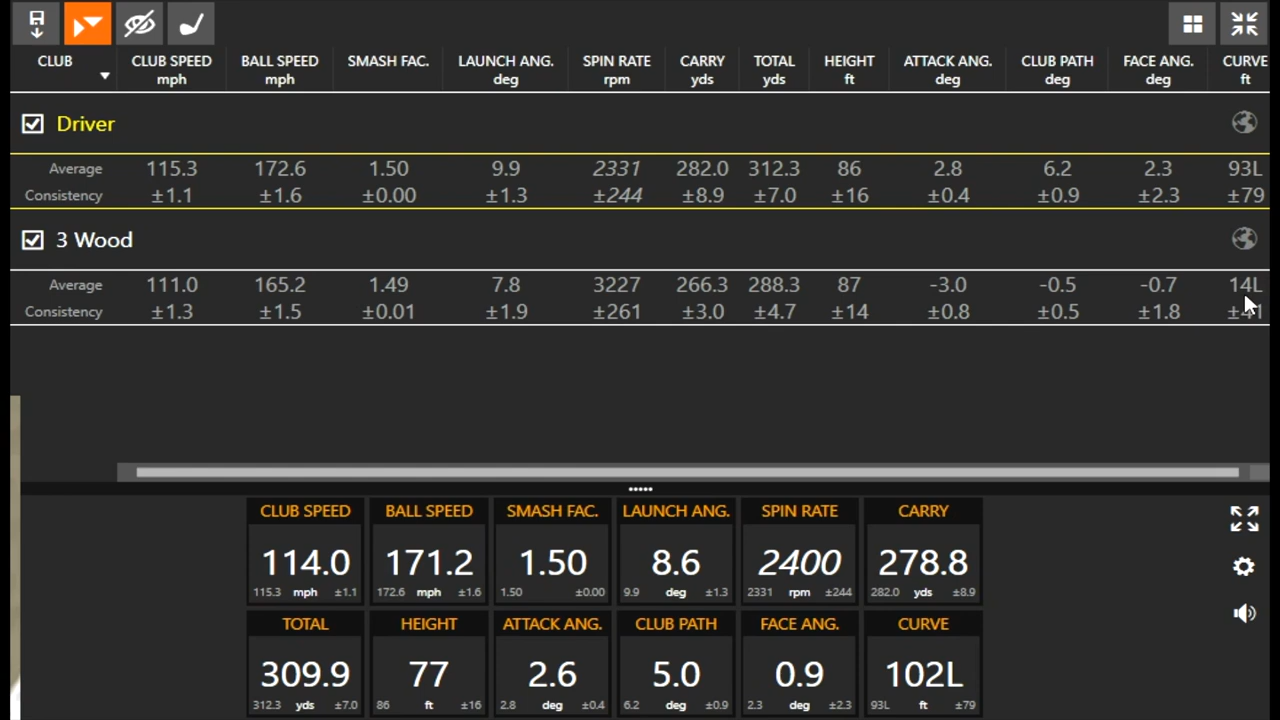 CLUB CLUB SPEED BALL SPEED SMASH FAC. LAUNCH ANG. SPIN RATE CARRY TOTAL HEIGHT ATTACK ANG. CLUB PATH FACE ANG. CURVE
mph mph deg rpm yds yds ft deg deg deg ft
Driver
Average 115.3 172.6 1.50 9.9 2331 282.0 312.3 86 2.8 6.2 2.3 93L
Consistency ±1.1 ±1.6 ±0.00 ±1.3 ±244 ±8.9 ±7.0 ±16 ±0.4 ±0.9 ±2.3 ±79
3 Wood
Average 111.0 165.2 1.49 7.8 3227 266.3 288.3 87 -3.0 -0.5 -0.7 14L
Consistency ±1.3 ±1.5 ±0.01 ±1.9 ±261 ±3.0 ±4.7 ±14 ±0.8 ±0.5 ±1.8
CLUB SPEED BALL SPEED SMASH FAC. LAUNCH ANG. SPIN RATE CARRY
114.0 171.2 1.50 8.6 2400 278.8
115.3 mph ±1.1 172.6 mph ±1.6 1.50 ±0.00 9.9 deg ±1.3 2331 rpm ±244 282.0 yds ±8.9
TOTAL HEIGHT ATTACK ANG. CLUB PATH FACE ANG. CURVE
309.9 77 2.6 5.0 0.9 102L
312.3 yds ±7.0 86 ft ±16 2.8 deg ±0.4 6.2 deg ±0.9 2.3 deg ±2.3 93L ft ±79